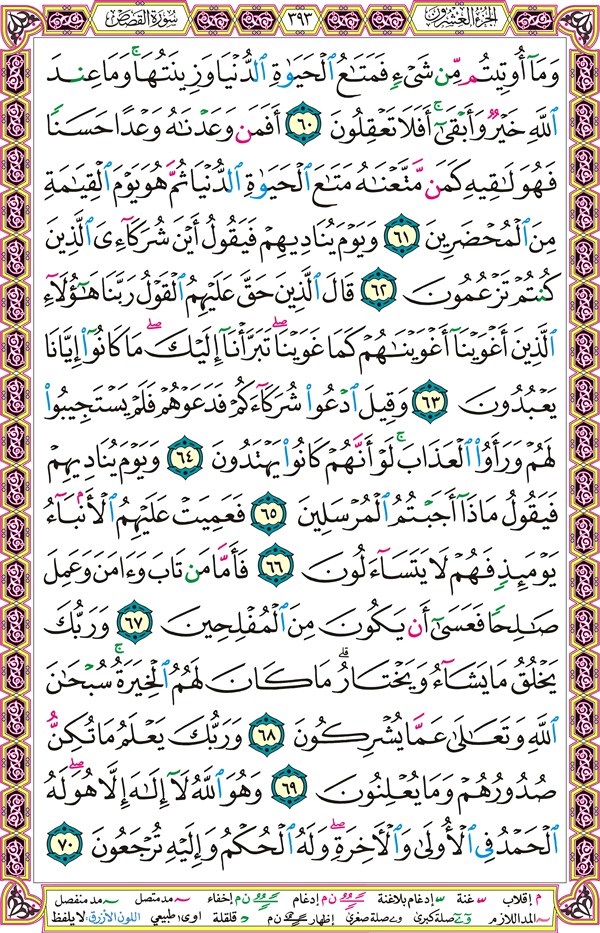 الجزء العشرون ٣٩٣ سورة القصص
وَمَآ أُوتِيتُم مِّن شَىْءٍ فَمَتَٰعُ ٱلْحَيَوٰةِ ٱلدُّنْيَا وَزِينَتُهَا ۚ وَمَا عِندَ
ٱللَّهِ خَيْرٌ وَأَبْقَىٰٓ ۚ أَفَلَا تَعْقِلُونَ ٦٠ أَفَمَن وَعَدْنَٰهُ وَعْدًا حَسَنًا
فَهُوَ لَٰقِيهِ كَمَن مَّتَّعْنَٰهُ مَتَٰعَ ٱلْحَيَوٰةِ ٱلدُّنْيَا ثُمَّ هُوَ يَوْمَ ٱلْقِيَٰمَةِ
مِنَ ٱلْمُحْضَرِينَ ٦١ وَيَوْمَ يُنَادِيهِمْ فَيَقُولُ أَيْنَ شُرَكَآءِىَ ٱلَّذِينَ
كُنتُمْ تَزْعُمُونَ ٦٢ قَالَ ٱلَّذِينَ حَقَّ عَلَيْهِمُ ٱلْقَوْلُ رَبَّنَا هَٰٓؤُلَآءِ
ٱلَّذِينَ أَغْوَيْنَآ أَغْوَيْنَٰهُمْ كَمَا غَوَيْنَا ۖ تَبَرَّأْنَآ إِلَيْكَ ۖ مَا كَانُوٓا۟ إِيَّانَا
يَعْبُدُونَ ٦٣ وَقِيلَ ٱدْعُوا۟ شُرَكَآءَكُمْ فَدَعَوْهُمْ فَلَمْ يَسْتَجِيبُوا۟
لَهُمْ وَرَأَوُا۟ ٱلْعَذَابَ ۚ لَوْ أَنَّهُمْ كَانُوا۟ يَهْتَدُونَ ٦٤ وَيَوْمَ يُنَادِيهِمْ
فَيَقُولُ مَاذَآ أَجَبْتُمُ ٱلْمُرْسَلِينَ ٦٥ فَعَمِيَتْ عَلَيْهِمُ ٱلْأَنۢبَآءُ
يَوْمَئِذٍ فَهُمْ لَا يَتَسَآءَلُونَ ٦٦ فَأَمَّا مَن تَابَ وَءَامَنَ وَعَمِلَ
صَٰلِحًا فَعَسَىٰٓ أَن يَكُونَ مِنَ ٱلْمُفْلِحِينَ ٦٧ وَرَبُّكَ
يَخْلُقُ مَا يَشَآءُ وَيَخْتَارُ ۗ مَا كَانَ لَهُمُ ٱلْخِيَرَةُ ۚ سُبْحَٰنَ
ٱللَّهِ وَتَعَٰلَىٰ عَمَّا يُشْرِكُونَ ٦٨ وَرَبُّكَ يَعْلَمُ مَا تُكِنُّ
صُدُورُهُمْ وَمَا يُعْلِنُونَ ٦٩ وَهُوَ ٱللَّهُ لَآ إِلَٰهَ إِلَّا هُوَ ۖ لَهُ
ٱلْحَمْدُ فِى ٱلْأُولَىٰ وَٱلْءَاخِرَةِ ۖ وَلَهُ ٱلْحُكْمُ وَإِلَيْهِ تُرْجَعُونَ ٧٠
م إقلاب س غنة س إدغام بلاغنة ن م إدغام ن م إخفاء مد متصل مد منفصل
المد اللازم صلة كبرى صلة صغرى إظهار ن م اوى طبيعي د قلقلة اللون الأزرق: لا يلفظ